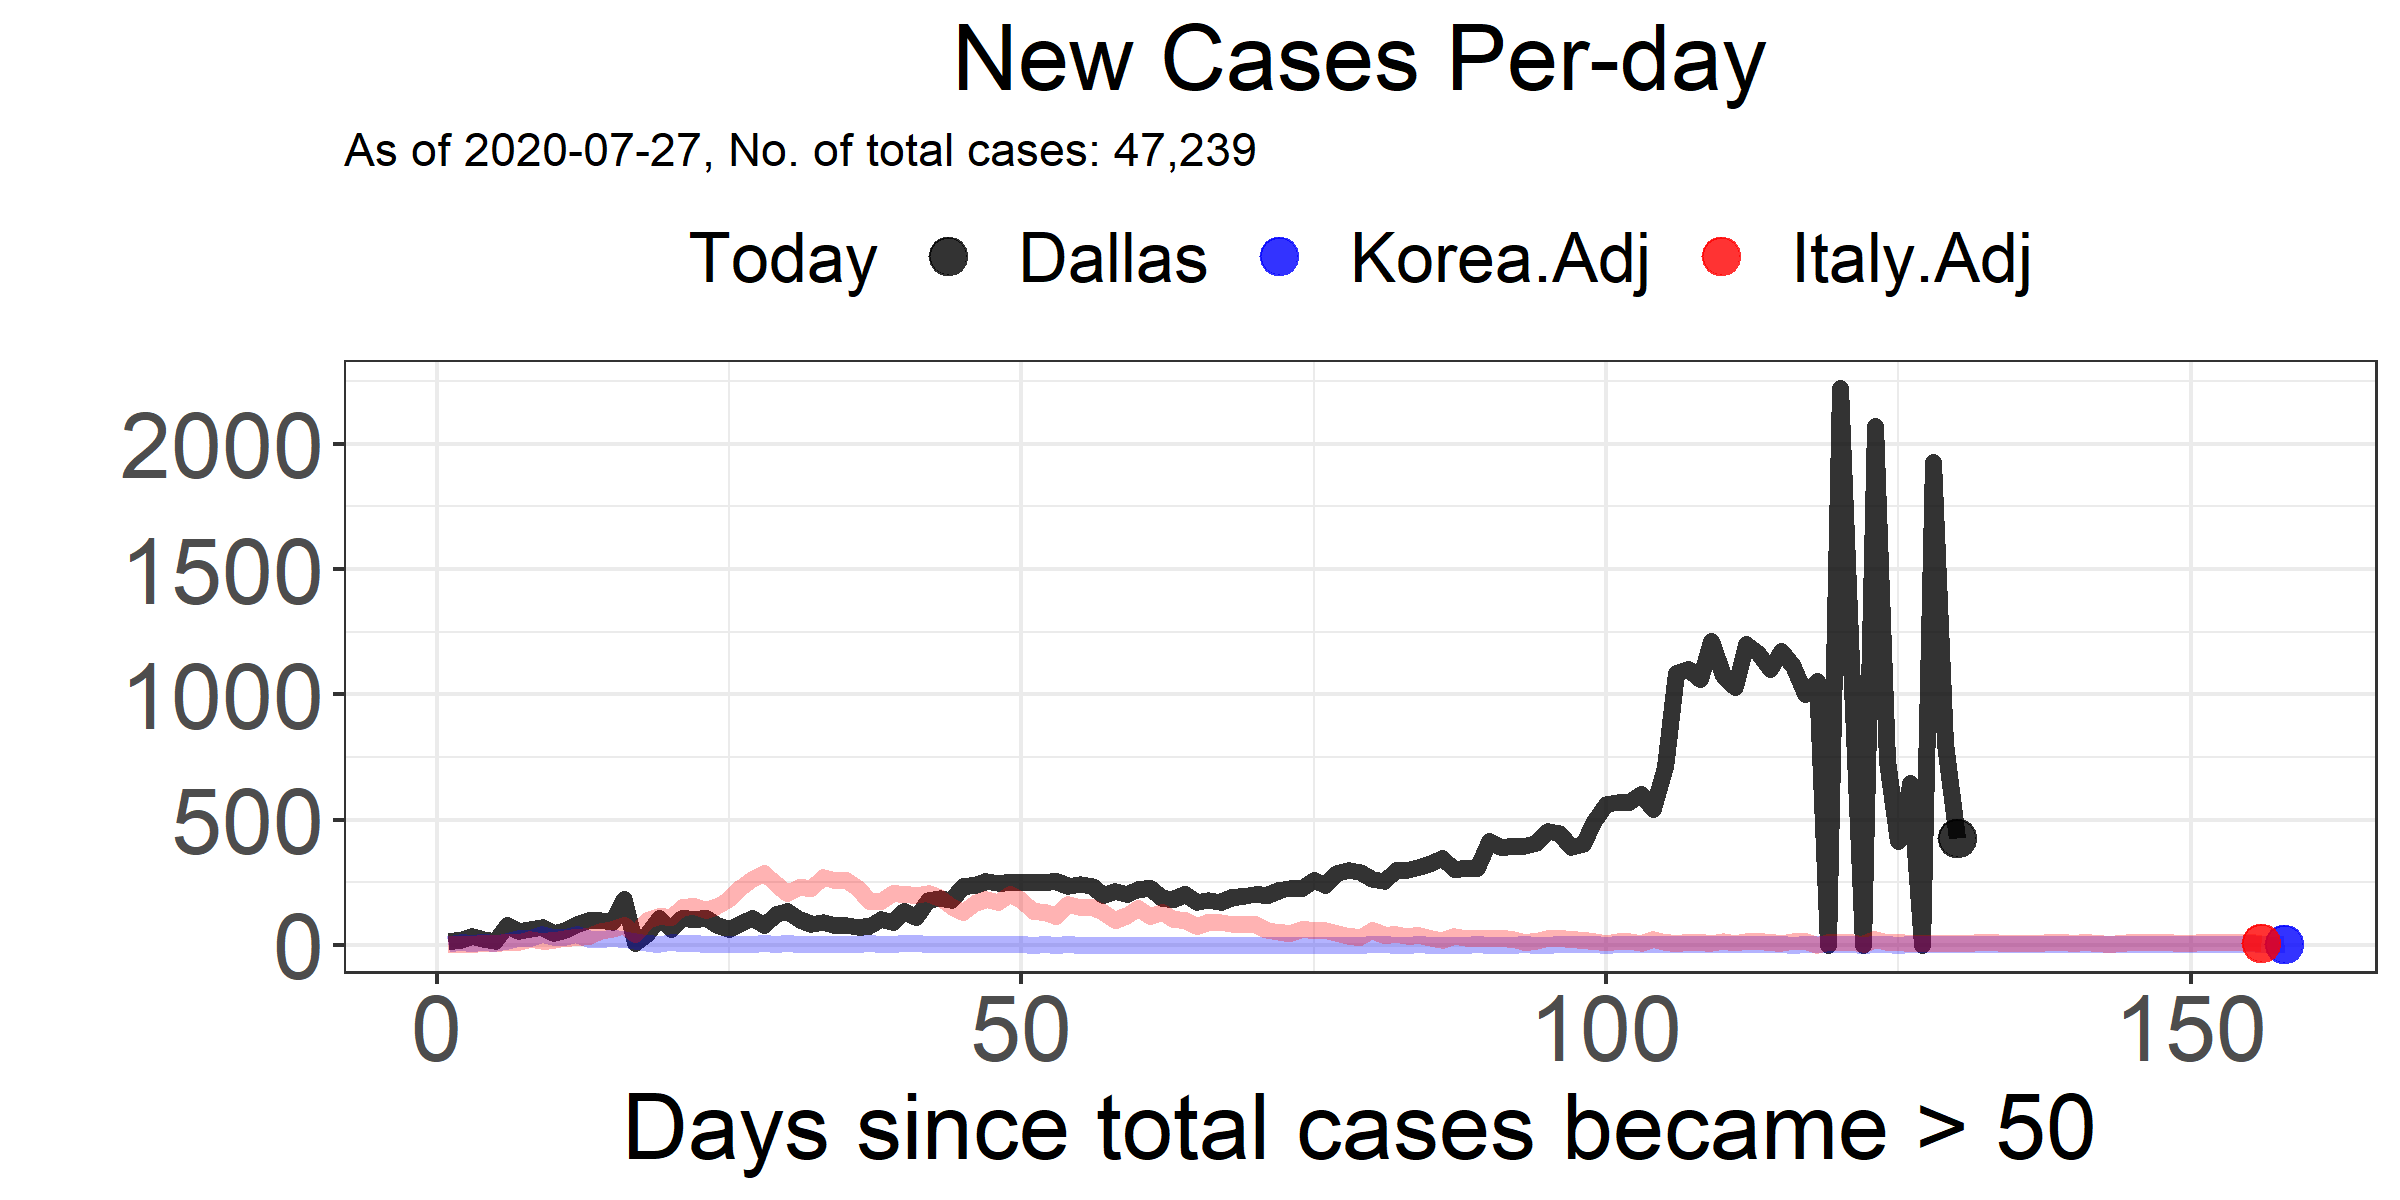 New Cases Per-day
As of 2020-07-27, No. of total cases: 47,239
Today Dallas Korea.Adj Italy.Adj
2000
1500
1000
500
0
0 50 100 150
Days since total cases became > 50